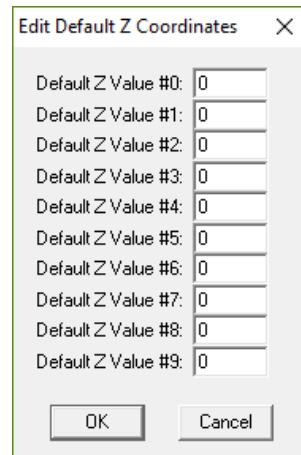 Edit Default Z Coordinates
Default Z Value #0: 0
Default Z Value #1: 0
Default Z Value #2: 0
Default Z Value #3: 0
Default Z Value #4: 0
Default Z Value #5: 0
Default Z Value #6: 0
Default Z Value #7: 0
Default Z Value #8: 0
Default Z Value #9: 0
OK Cancel